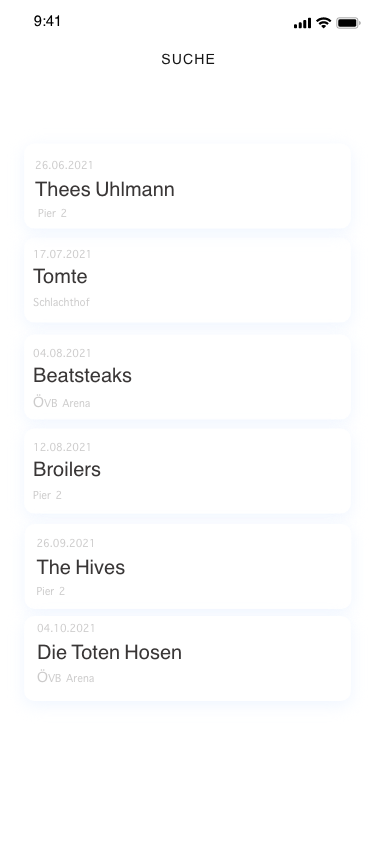 9:41
SUCHE
26.06.2021
Thees Uhlmann
Pier 2
17.07.2021
Tomte
Schlachthof
04.08.2021
Beatsteaks
ÖVB Arena
12.08.2021
Broilers
Pier 2
26.09.2021
The Hives
Pier 2
04.10.2021
Die Toten Hosen
ÖVB Arena